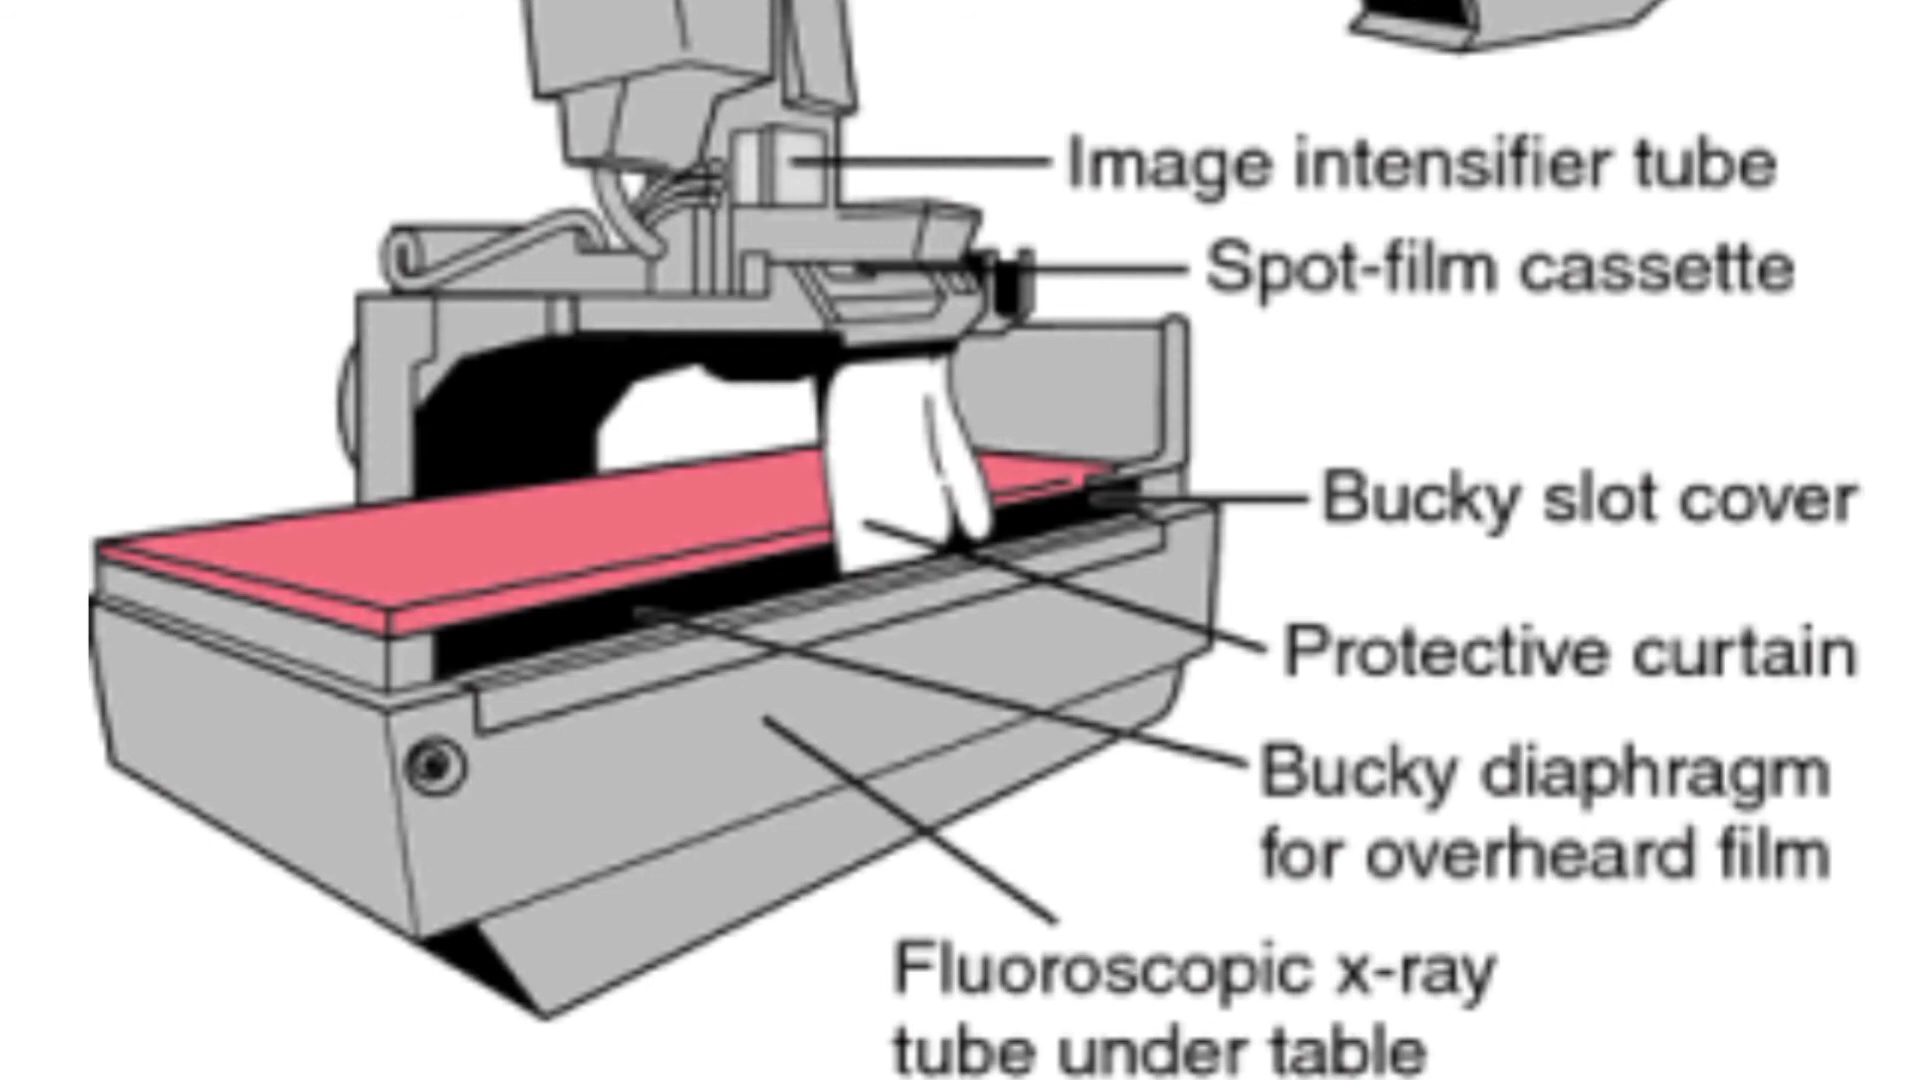 Image intensifier tube
Spot-film cassette
Bucky slot cover
Protective curtain
Bucky diaphragm
for overheard film
Fluoroscopic x-ray
tube under table